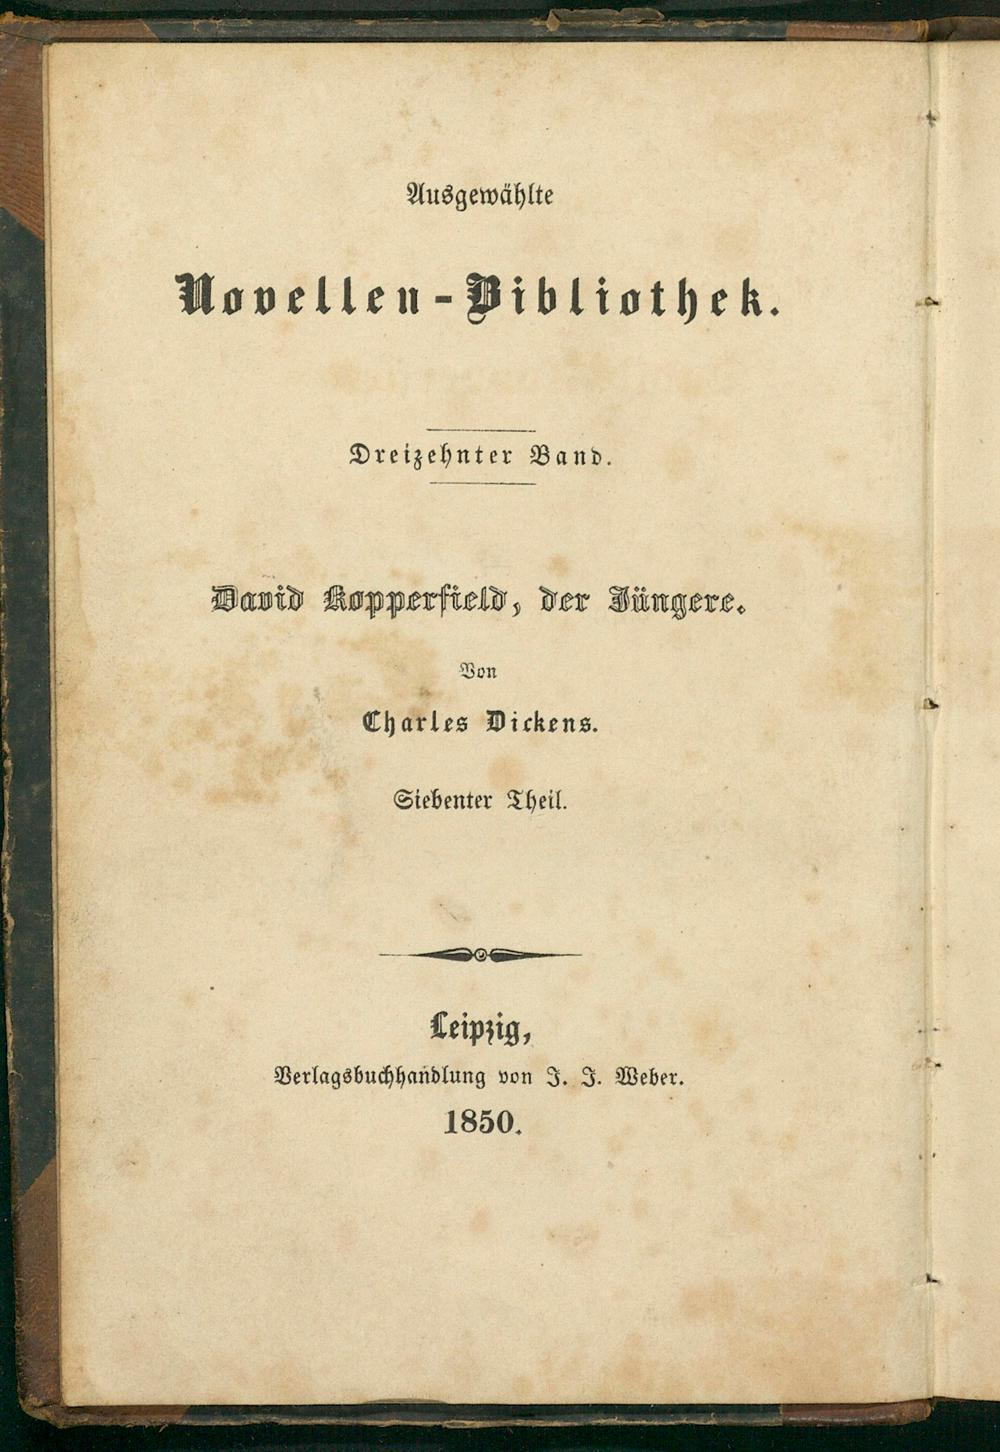 Ausgewählte
Novellen-Bibliothek.
Dreizehnter Band.
David Kopperfield, der Jüngere.
Von
Charles Dickens.
Siebenter Theil.
Leipzig,
Verlagsbuchhandlung von J. J. Weber.
1850.